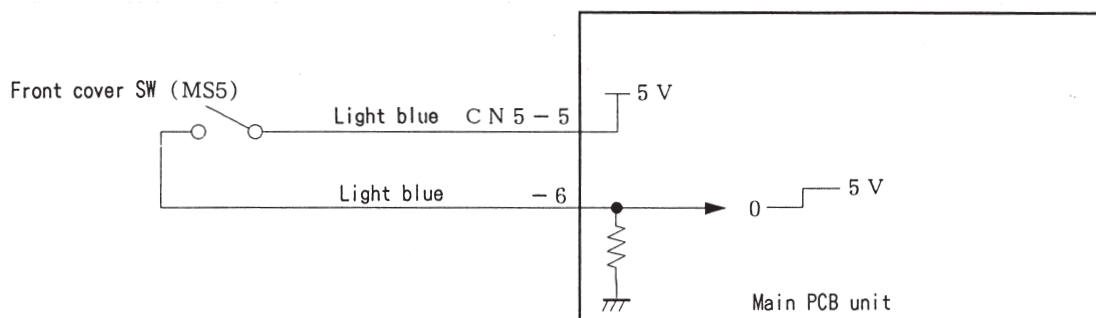 Front cover SW (MS5)
5 V
Light blue CN5-5
Light blue -6
0 5 V
Main PCB unit